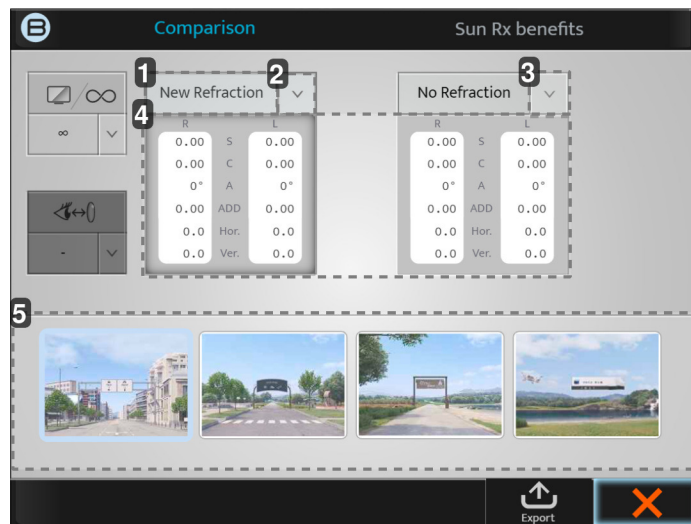 B
Comparison
Sun Rx benefits
1
2
3
New Refraction
No Refraction
/∞
∞
4
R
L
R
L
0.00 S 0.00
0.00 S 0.00
0.00 C 0.00
0.00 C 0.00
0° A 0°
0° A 0°
0.00 ADD 0.00
0.00 ADD 0.00
0.0 Hor. 0.0
0.0 Hor. 0.0
-
0.0 Ver. 0.0
0.0 Ver. 0.0
5
Export